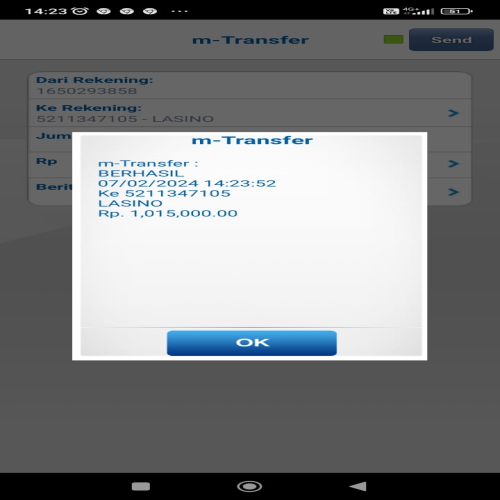 14:23
4G+
51
m-Transfer
Send
Dari Rekening:
1650293858
Ke Rekening:
5211347105 - LASINO
Jum
Rp
Berit
m-Transfer
m-Transfer :
BERHASIL
07/02/2024 14:23:52
Ke 5211347105
LASINO
Rp. 1,015,000.00
OK